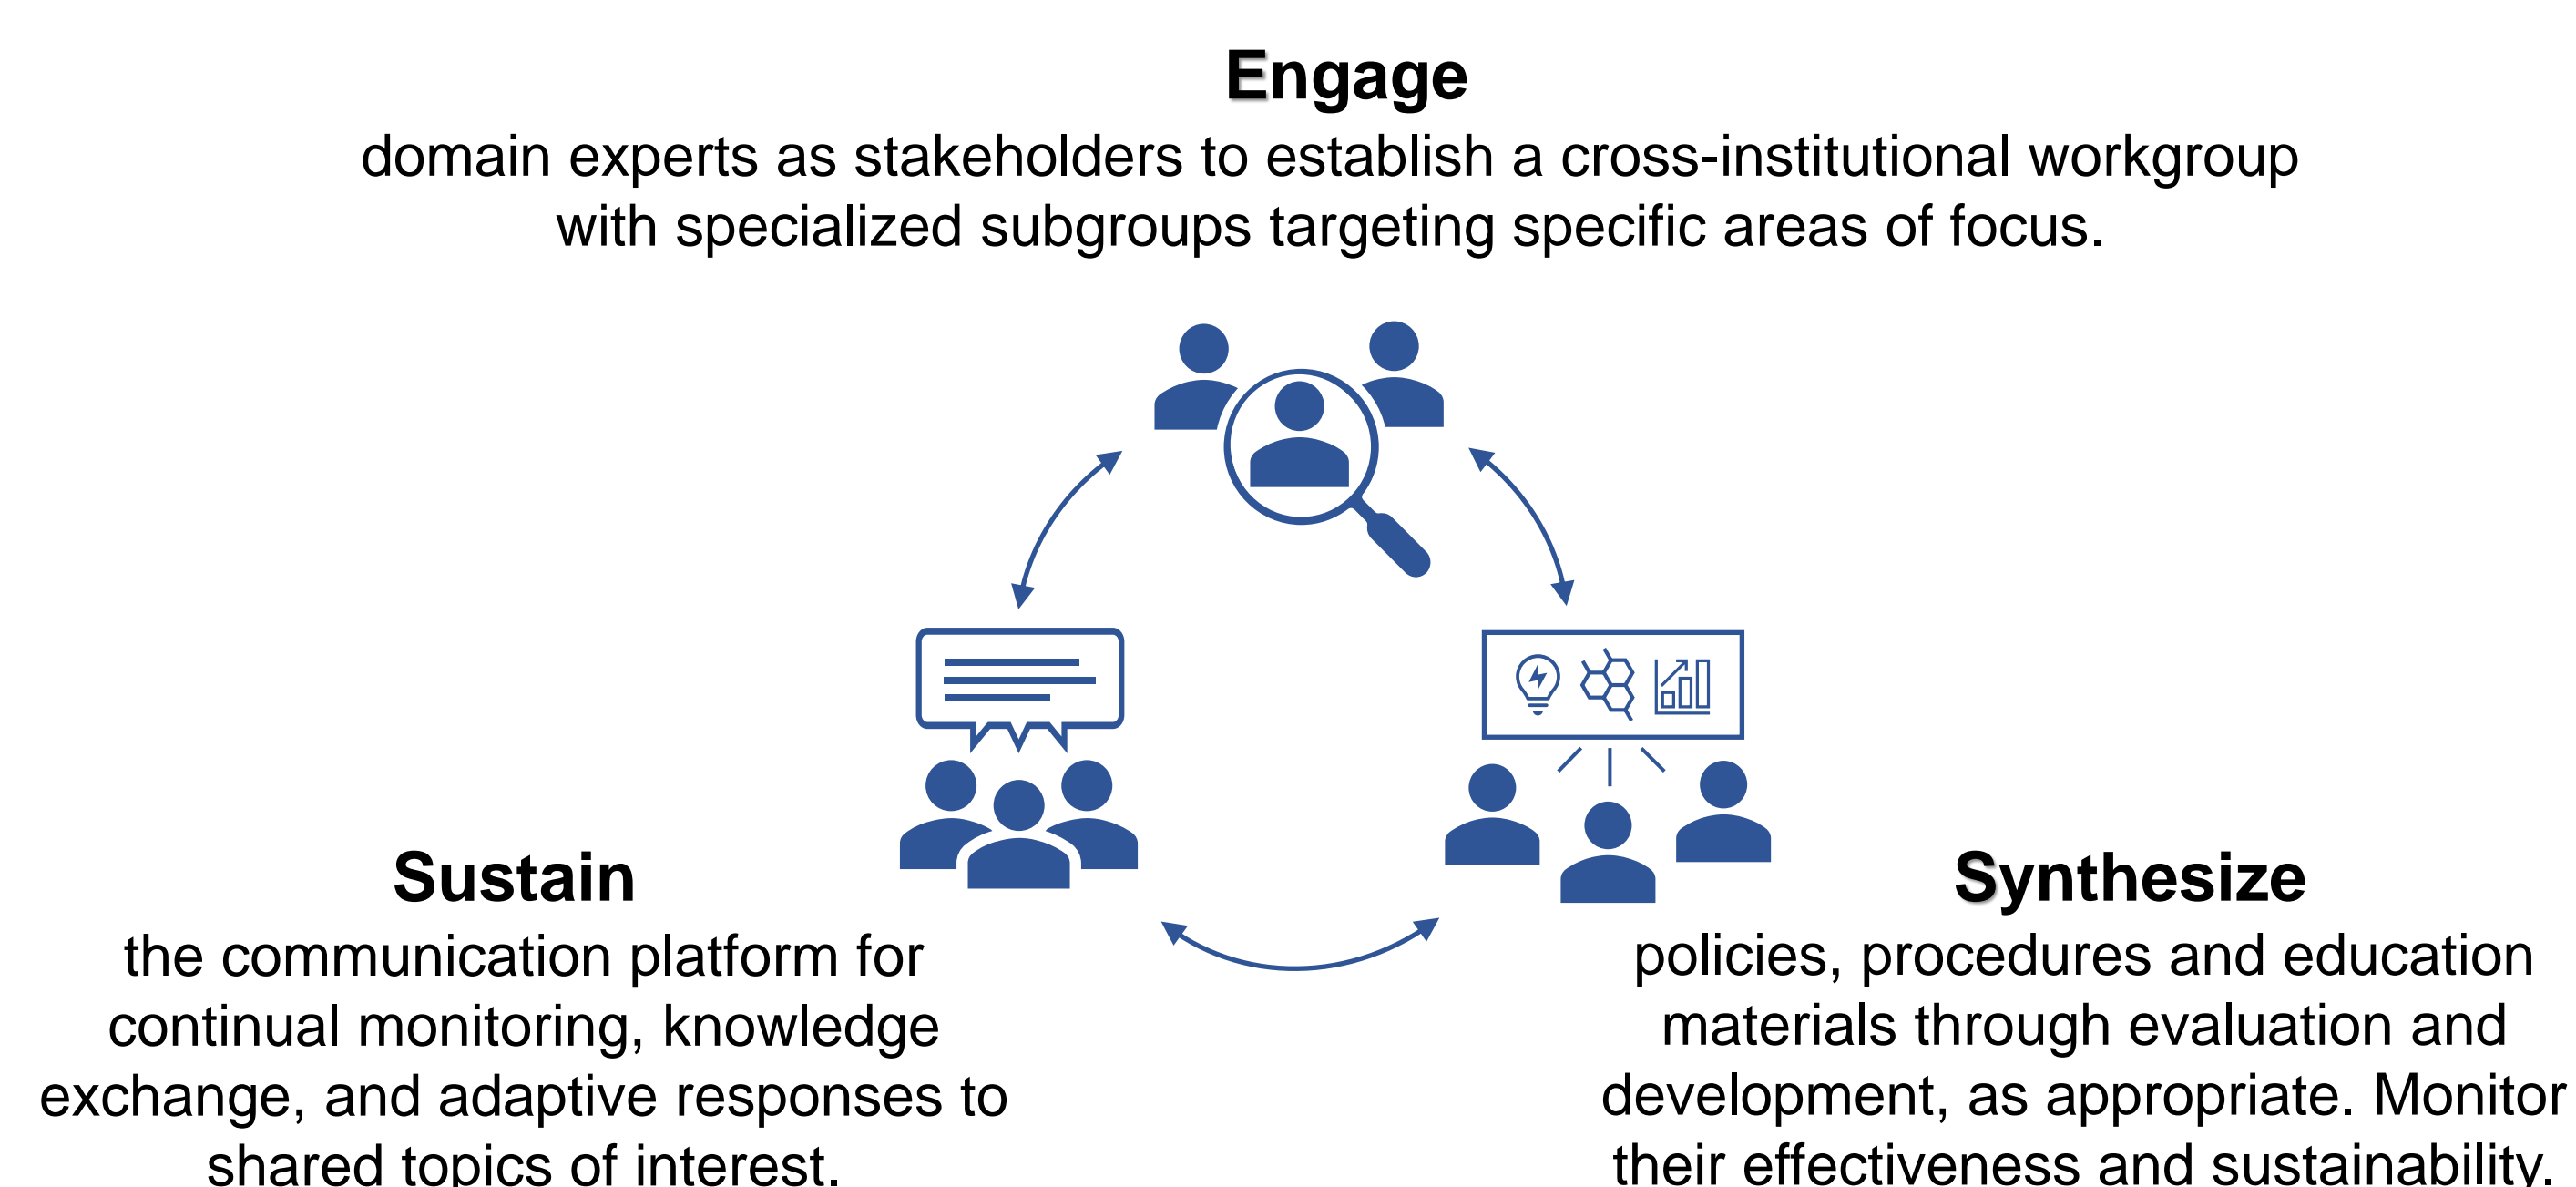 Engage
domain experts as stakeholders to establish a cross-institutional workgroup
with specialized subgroups targeting specific areas of focus.
Sustain
the communication platform for
continual monitoring, knowledge
exchange, and adaptive responses to
shared topics of interest.
Synthesize
policies, procedures and education
materials through evaluation and
development, as appropriate. Monitor
their effectiveness and sustainability.